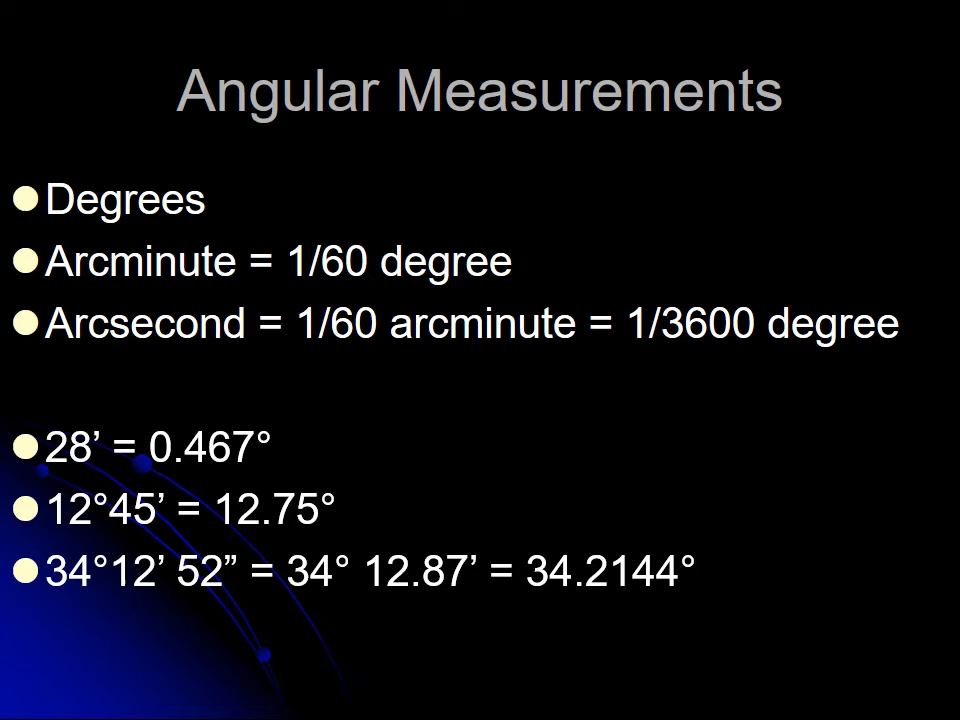 Angular Measurements
Degrees
Arcminute = 1/60 degree
Arcsecond = 1/60 arcminute = 1/3600 degree
28’ = 0.467°
12°45’ = 12.75°
34°12’ 52” = 34° 12.87’ = 34.2144°